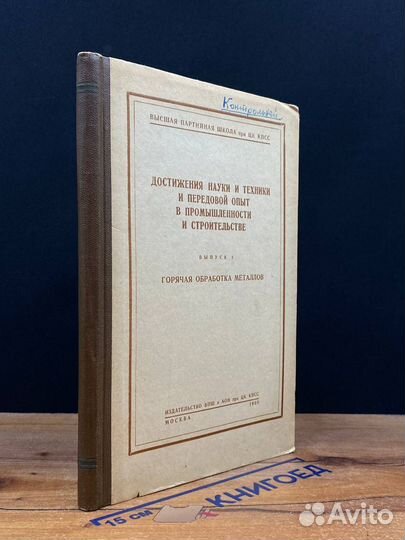 Контрольный
ВЫСШАЯ ПАРТИЙНАЯ ШКОЛА при ЦК КПСС
ДОСТИЖЕНИЯ НАУКИ И ТЕХНИКИ
И ПЕРЕДОВОЙ ОПЫТ
В ПРОМЫШЛЕННОСТИ
И СТРОИТЕЛЬСТВЕ
ВЫПУСК
ГОРЯЧАЯ ОБРАБОТКА МЕТАЛЛОВ
ИЗДАТЕЛЬСТВО ВПШ и АОН при ЦК КПСС
МОСКВА
15 СМ
КНИГОЕД
Avito